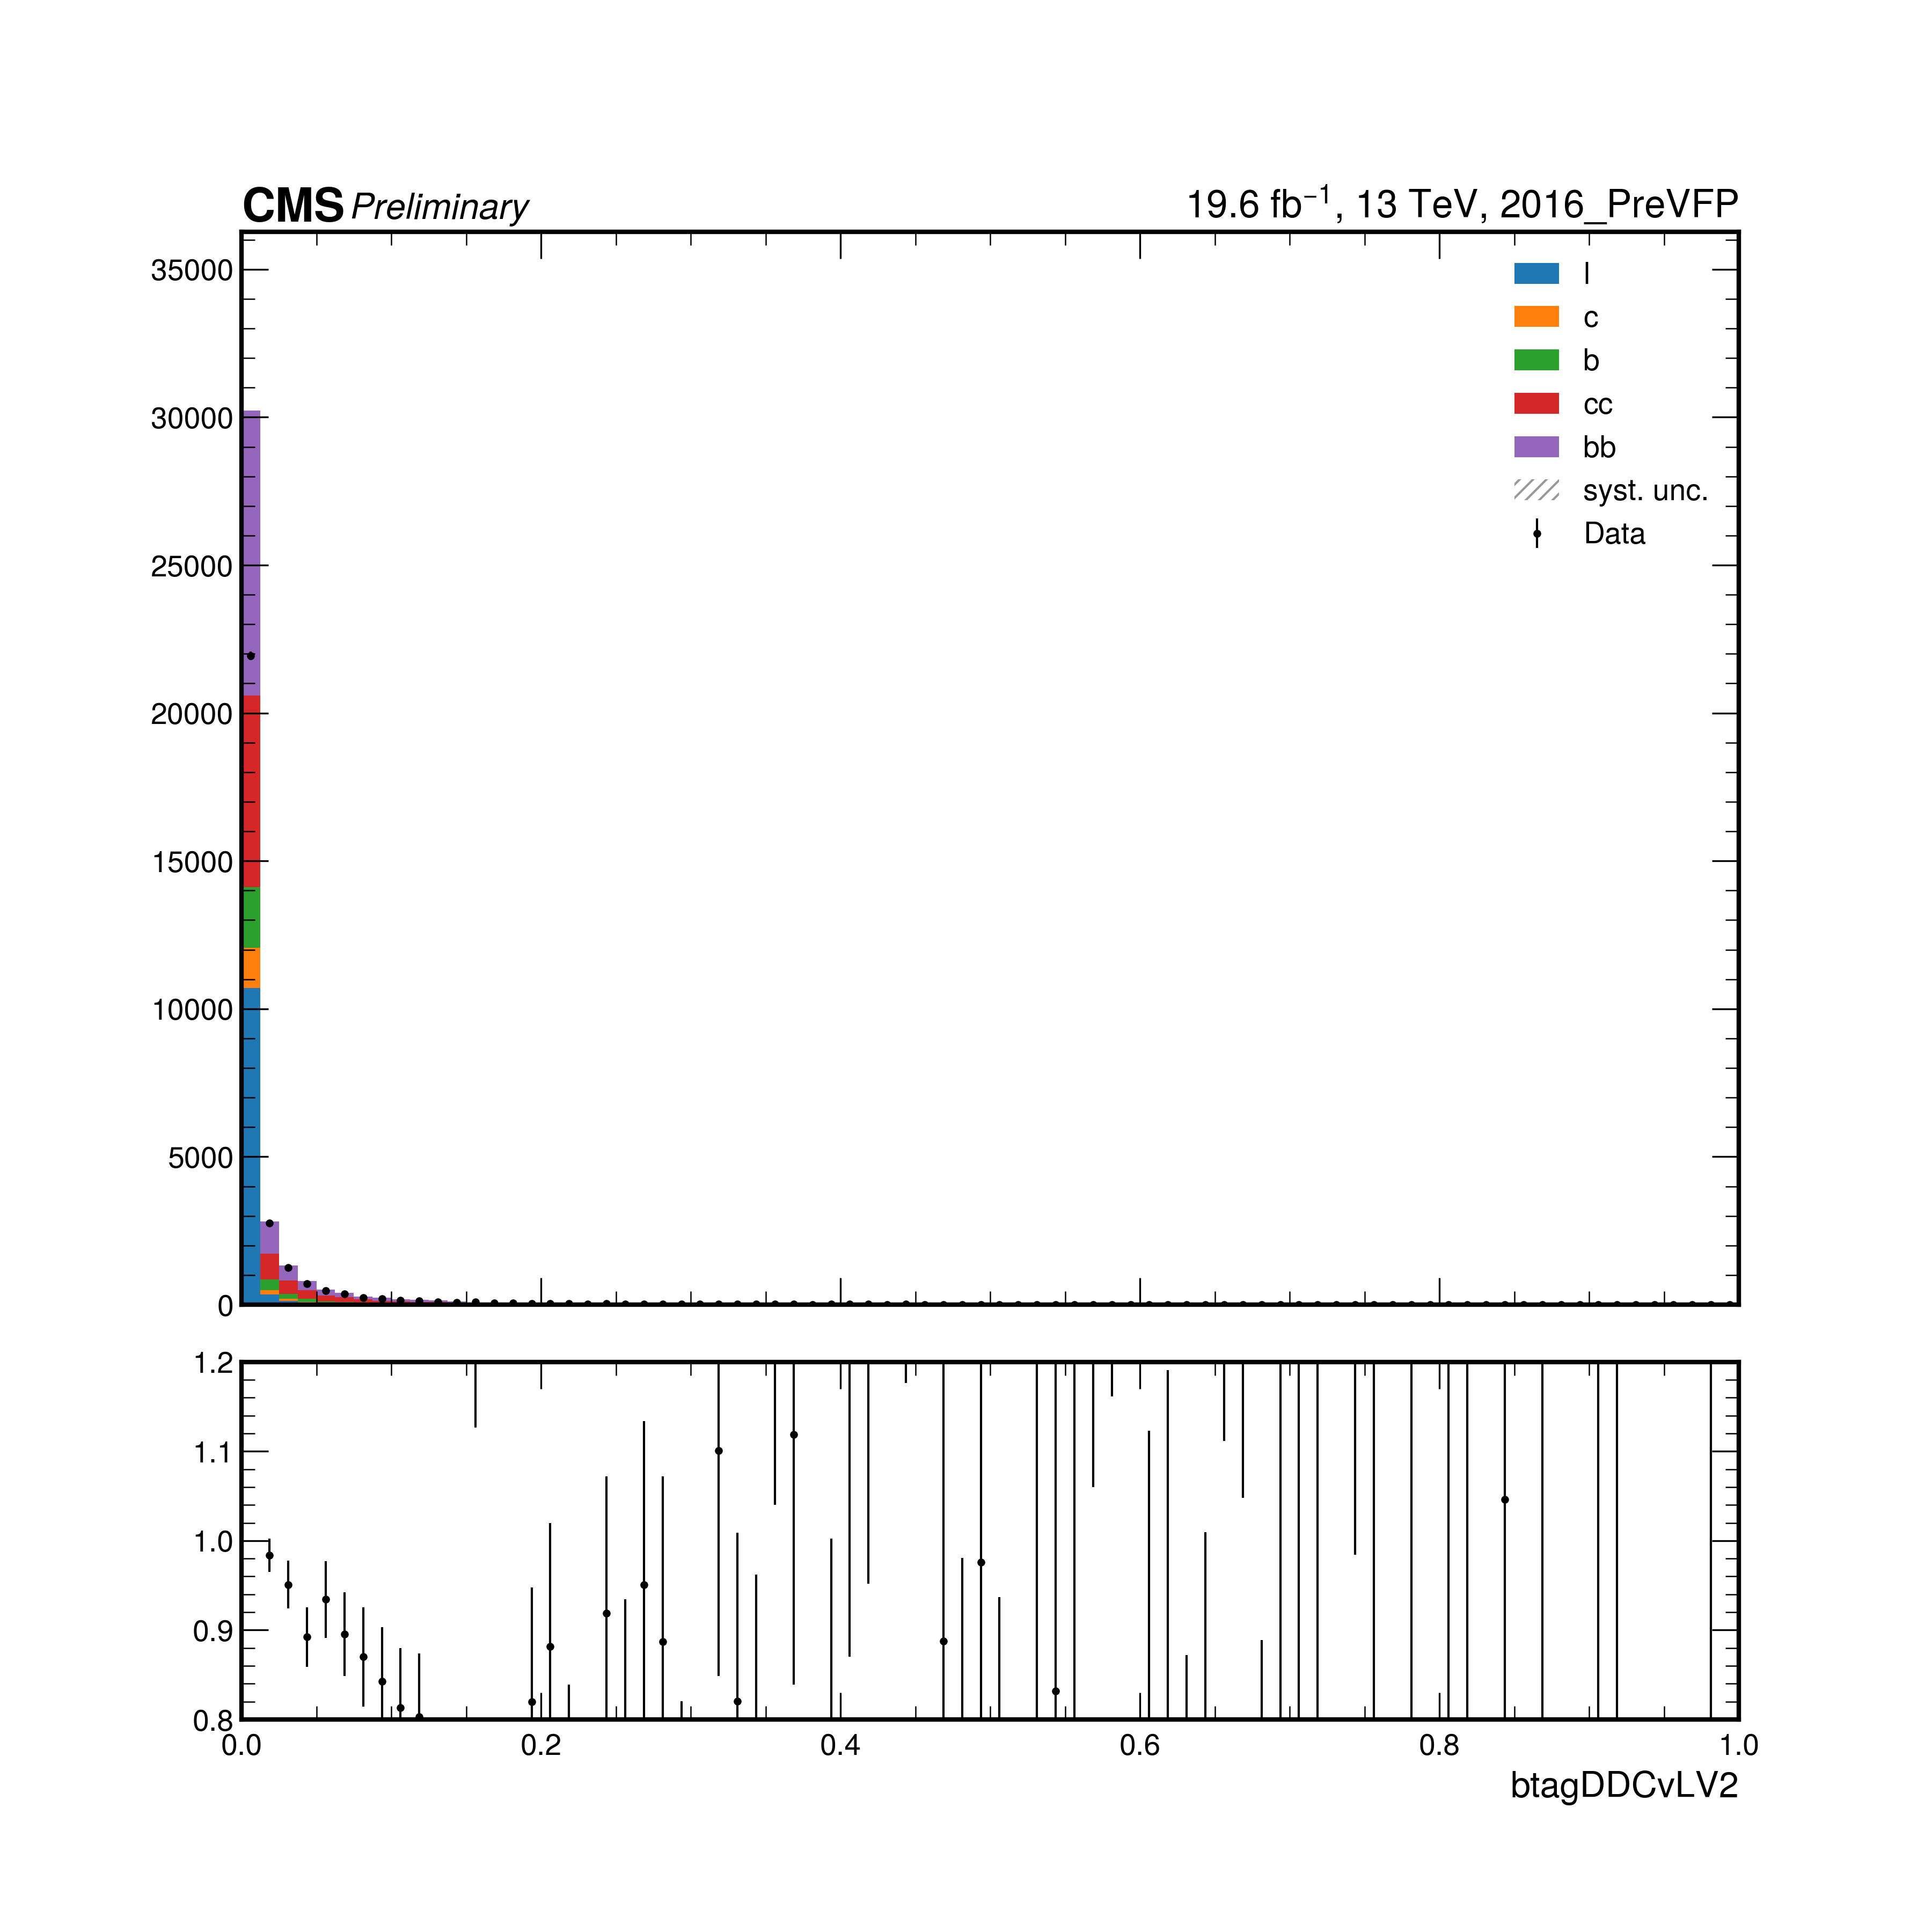 CMS Preliminary 19.6 fb⁻¹, 13 TeV, 2016_PreVFP
35000
30000
25000
20000
15000
10000
5000
0
l
c
b
cc
bb
syst. unc.
Data
1.2
1.1
1.0
0.9
0.8
0.0 0.2 0.4 0.6 0.8 1.0
btagDDCvLV2